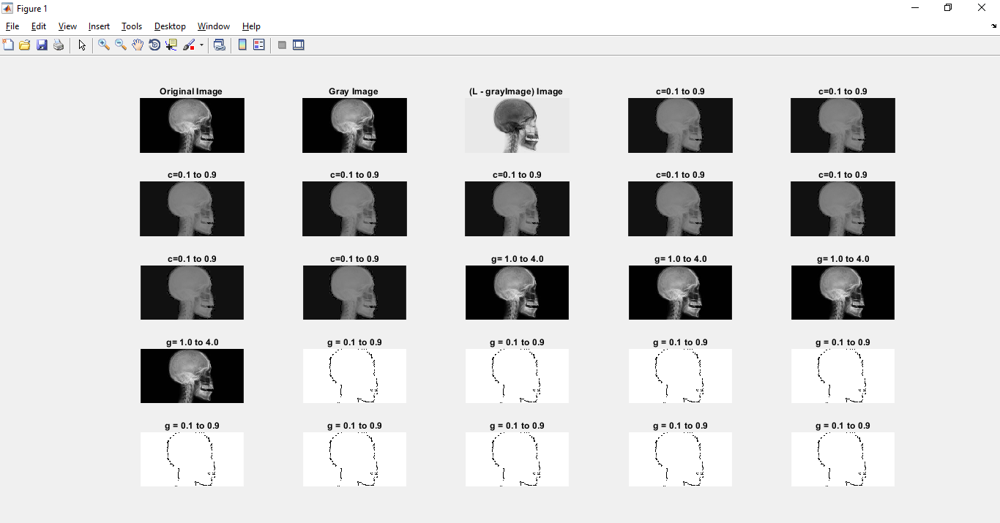 Figure 1
File Edit View Insert Tools Desktop Window Help
Original Image Gray Image (L - grayImage) Image c=0.1 to 0.9 c=0.1 to 0.9
c=0.1 to 0.9 c=0.1 to 0.9 c=0.1 to 0.9 c=0.1 to 0.9 c=0.1 to 0.9
c=0.1 to 0.9 c=0.1 to 0.9 g= 1.0 to 4.0 g= 1.0 to 4.0 g= 1.0 to 4.0
g= 1.0 to 4.0 g = 0.1 to 0.9 g = 0.1 to 0.9 g = 0.1 to 0.9 g = 0.1 to 0.9
g = 0.1 to 0.9 g = 0.1 to 0.9 g = 0.1 to 0.9 g = 0.1 to 0.9 g = 0.1 to 0.9